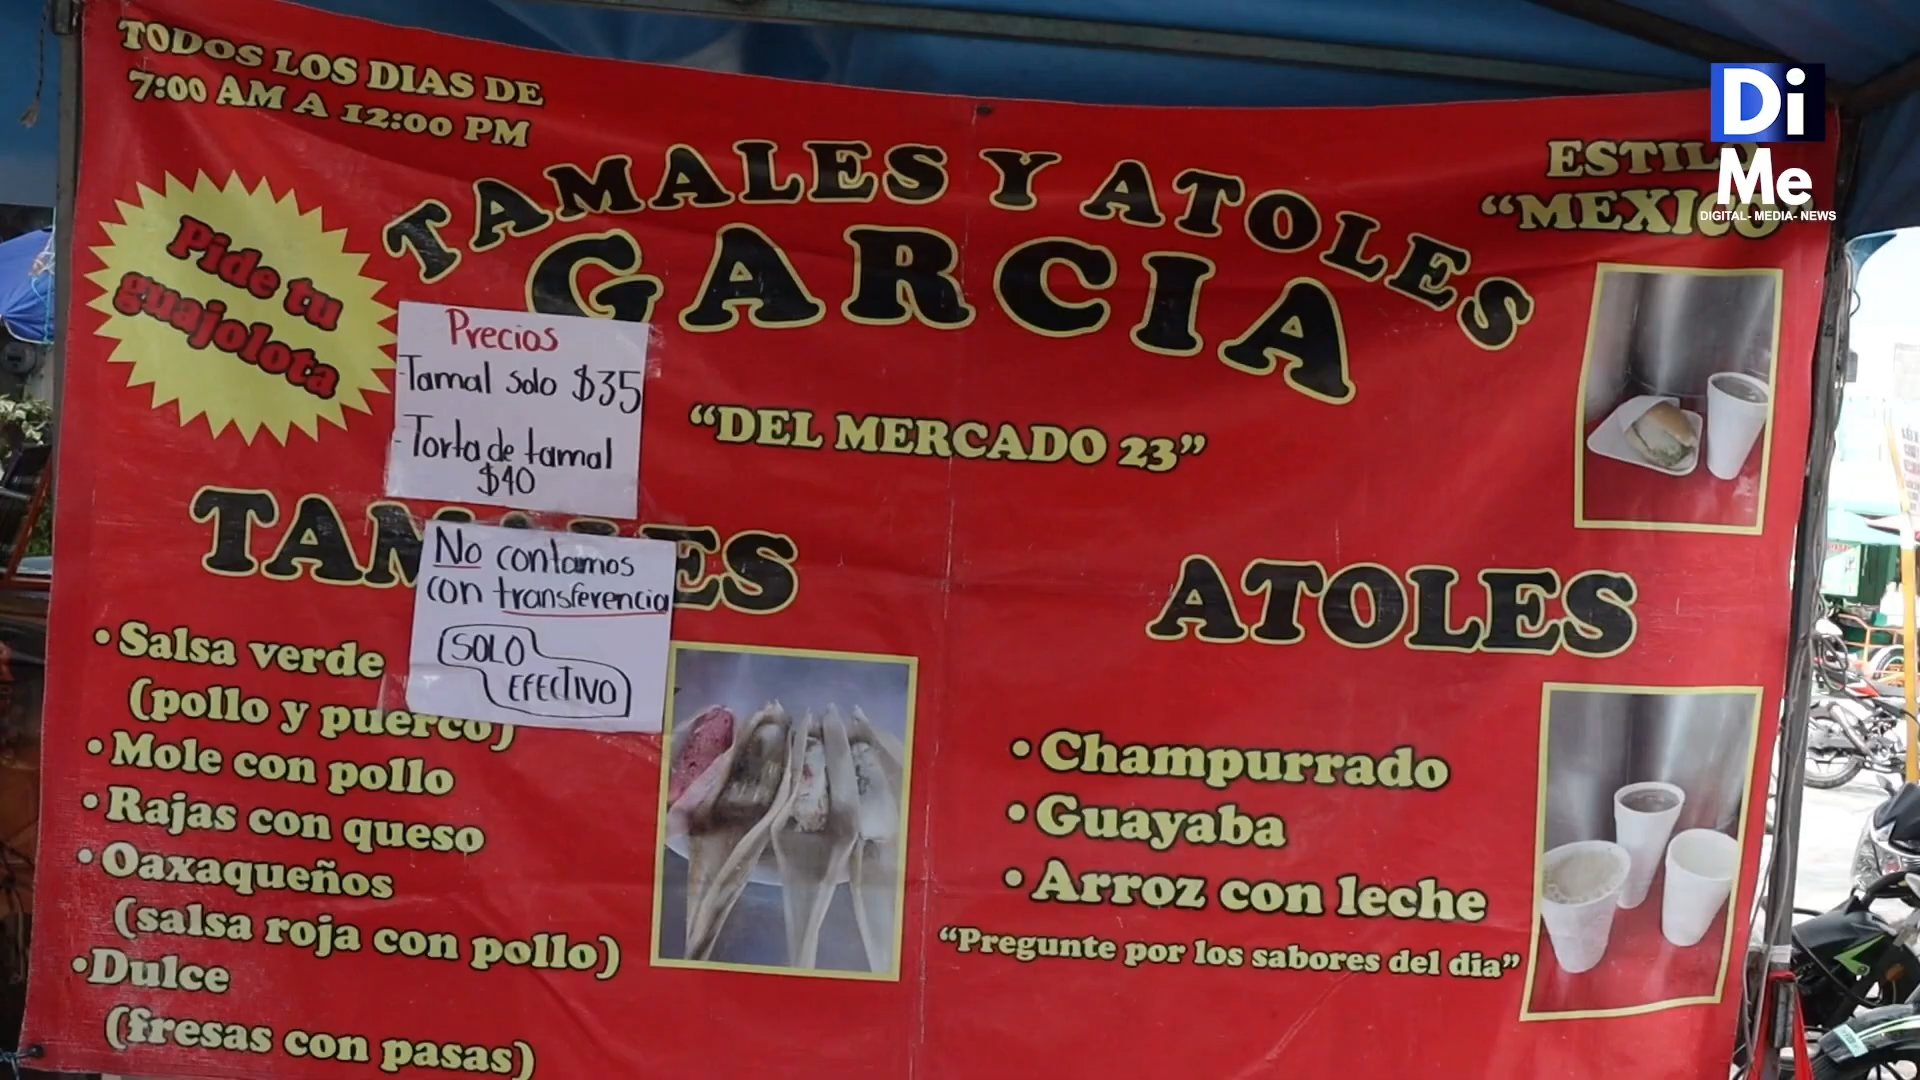 TODOS LOS DIAS DE
7:00 AM A 12:00 PM
TAMALES Y ATOLES
GARCIA
"DEL MERCADO 23"
ESTILO
"MEXICO"
Di
Me
DIGITAL- MEDIA- NEWS
Pide tu
guajolota
Precios
-Tamal solo $35
-Torta de tamal
$40
TAMALES
No contamos
con transferencia
SOLO
EFECTIVO
• Salsa verde
(pollo y puerco)
• Mole con pollo
• Rajas con queso
• Oaxaqueños
(salsa roja con pollo)
•Dulce
(fresas con pasas)
ATOLES
• Champurrado
• Guayaba
• Arroz con leche
"Pregunte por los sabores del dia"